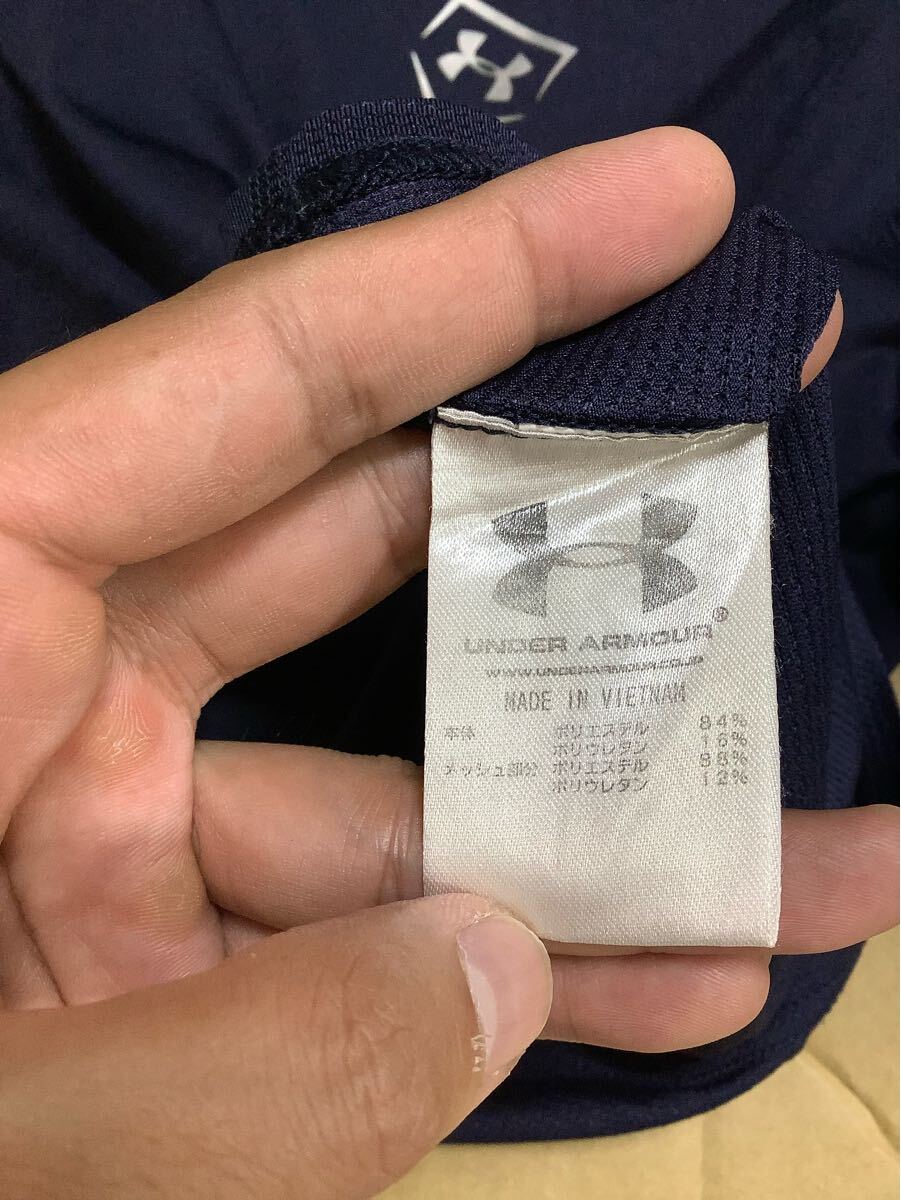 UNDER ARMOUR®
WWW.UNDERARMOUR.CO.JP
MADE IN VIETNAM
本体 ポリエステル 84%
ポリウレタン 16%
メッシュ部分 ポリエステル 88%
ポリウレタン 12%